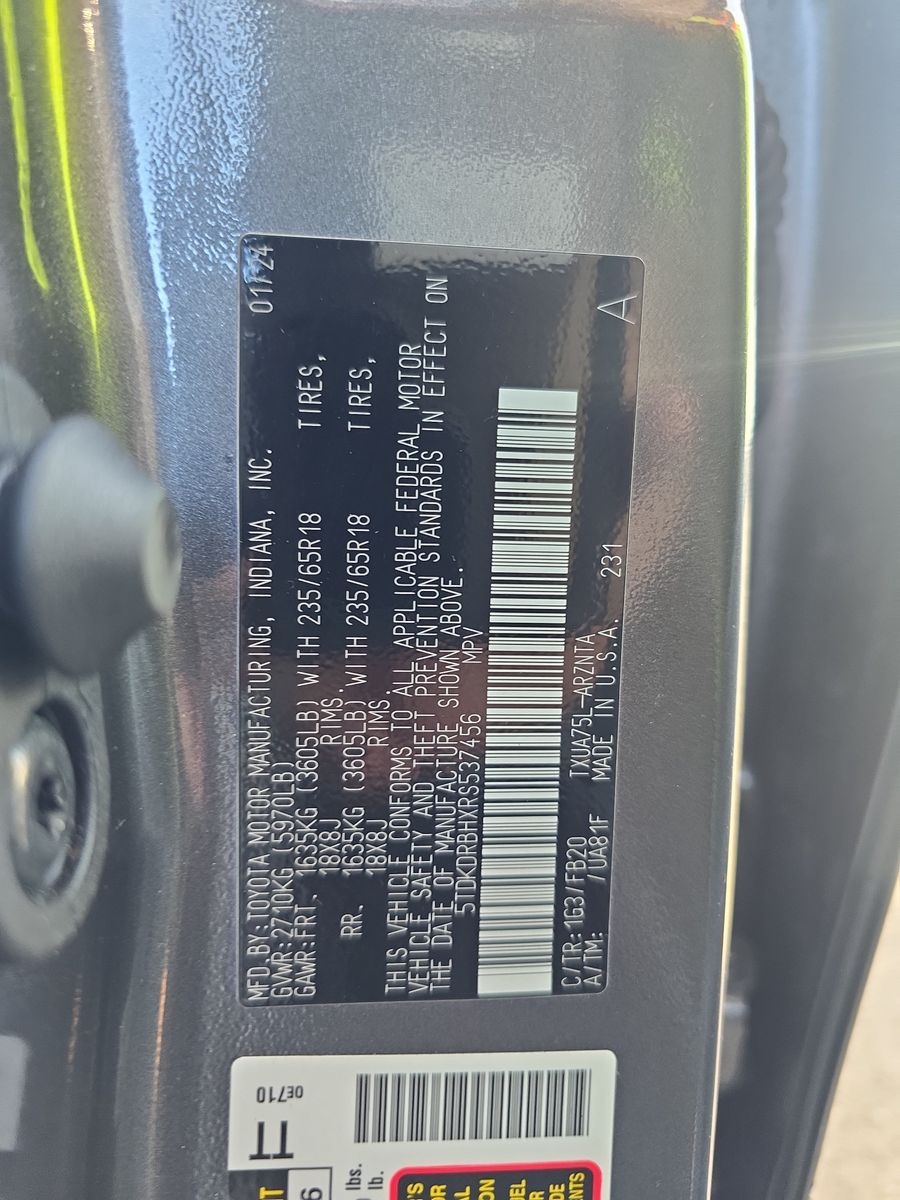 MFD.BY:TOYOTA MOTOR MANUFACTURING, INDIANA, INC. 01/24
GVWR:2710KG (5970LB)
GAWR:FRT. 1635KG (3605LB) WITH 235/65R18 TIRES,
18X8J RIMS.
RR. 1635KG (3605LB) WITH 235/65R18 TIRES,
18X8J RIMS.
THIS VEHICLE CONFORMS TO ALL APPLICABLE FEDERAL MOTOR
VEHICLE SAFETY AND THEFT PREVENTION STANDARDS IN EFFECT ON
THE DATE OF MANUFACTURE SHOWN ABOVE.
5TDKDRBHXRS537456 MPV
C/TR:1G3/FB20 TXUA75L-ARZNTA
A/TM: /UA81F MADE IN U.S.A. 231
A
0E710
TT
lbs.
lb.